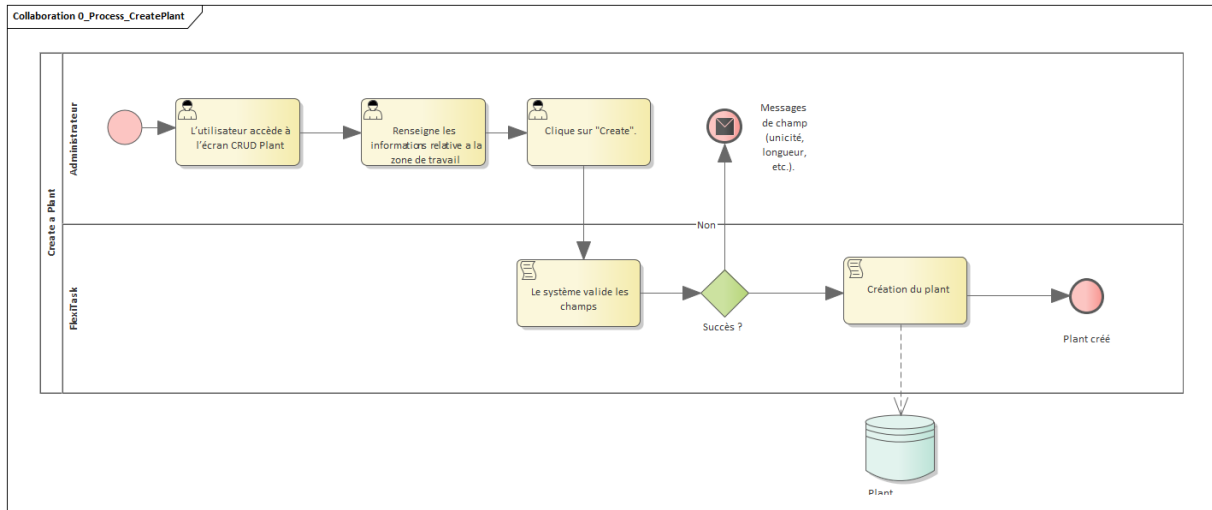 Collaboration 0_Process_CreatePlant
Create a Plant
Administrateur
L'utilisateur accède à
l'écran CRUD Plant
Renseigne les
informations relative a la
zone de travail
Clique sur "Create".
Messages
de champ
(unicité,
longueur,
etc.).
Non
FlexiTask
Le système valide les
champs
Succès ?
Création du plant
Plant créé
Plant